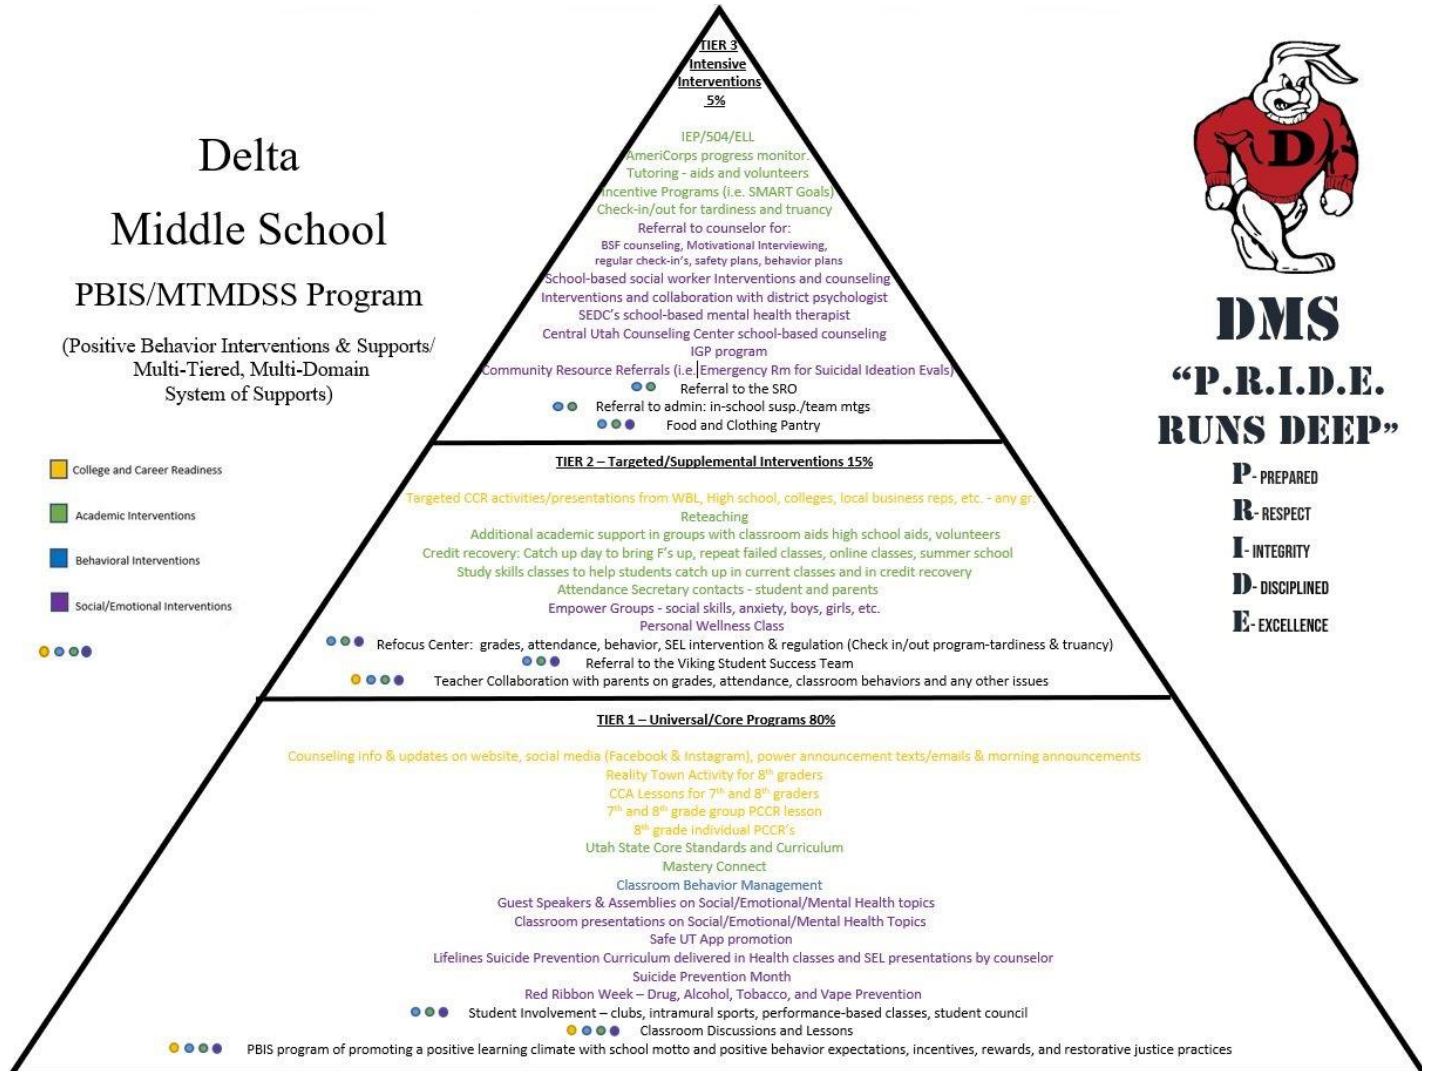 Delta
Middle School
PBIS/MTMDSS Program
(Positive Behavior Interventions & Supports/
Multi-Tiered, Multi-Domain
System of Supports)
College and Career Readiness
Academic Interventions
Behavioral Interventions
Social/Emotional Interventions
TIER 3
Intensive
Interventions
5%
IEP/504/ELL
AmeriCorps progress monitor.
Tutoring - aids and volunteers
Incentive Programs (i.e. SMART Goals)
Check-in/out for tardiness and truancy
Referral to counselor for:
BSF counseling, Motivational Interviewing,
regular check-in's, safety plans, behavior plans
School-based social worker Interventions and counseling
Interventions and collaboration with district psychologist
SEDC's school-based mental health therapist
Central Utah Counseling Center school-based counseling
IGP program
Community Resource Referrals (i.e. Emergency Rm for Suicidal Ideation Evals)
Referral to the SRO
Referral to admin: in-school susp./team mtgs
Food and Clothing Pantry
TIER 2 – Targeted/Supplemental Interventions 15%
Targeted CCR activities/presentations from WBL, High school, colleges, local business reps, etc. - any gr.
Reteaching
Additional academic support in groups with classroom aids high school aids, volunteers
Credit recovery: Catch up day to bring F's up, repeat failed classes, online classes, summer school
Study skills classes to help students catch up in current classes and in credit recovery
Attendance Secretary contacts - student and parents
Empower Groups - social skills, anxiety, boys, girls, etc.
Personal Wellness Class
Refocus Center: grades, attendance, behavior, SEL intervention & regulation (Check in/out program-tardiness & truancy)
Referral to the Viking Student Success Team
Teacher Collaboration with parents on grades, attendance, classroom behaviors and any other issues
TIER 1 – Universal/Core Programs 80%
Counseling info & updates on website, social media (Facebook & Instagram), power announcement texts/emails & morning announcements
Reality Town Activity for 8th graders
CCA Lessons for 7th and 8th graders
7th and 8th grade group PCCR lesson
8th grade individual PCCR's
Utah State Core Standards and Curriculum
Mastery Connect
Classroom Behavior Management
Guest Speakers & Assemblies on Social/Emotional/Mental Health topics
Classroom presentations on Social/Emotional/Mental Health Topics
Safe UT App promotion
Lifelines Suicide Prevention Curriculum delivered in Health classes and SEL presentations by counselor
Suicide Prevention Month
Red Ribbon Week – Drug, Alcohol, Tobacco, and Vape Prevention
Student Involvement – clubs, intramural sports, performance-based classes, student council
Classroom Discussions and Lessons
PBIS program of promoting a positive learning climate with school motto and positive behavior expectations, incentives, rewards, and restorative justice practices
D
DMS
“P.R.I.D.E.
RUNS DEEP”
P- PREPARED
R- RESPECT
I- INTEGRITY
D- DISCIPLINED
E- EXCELLENCE